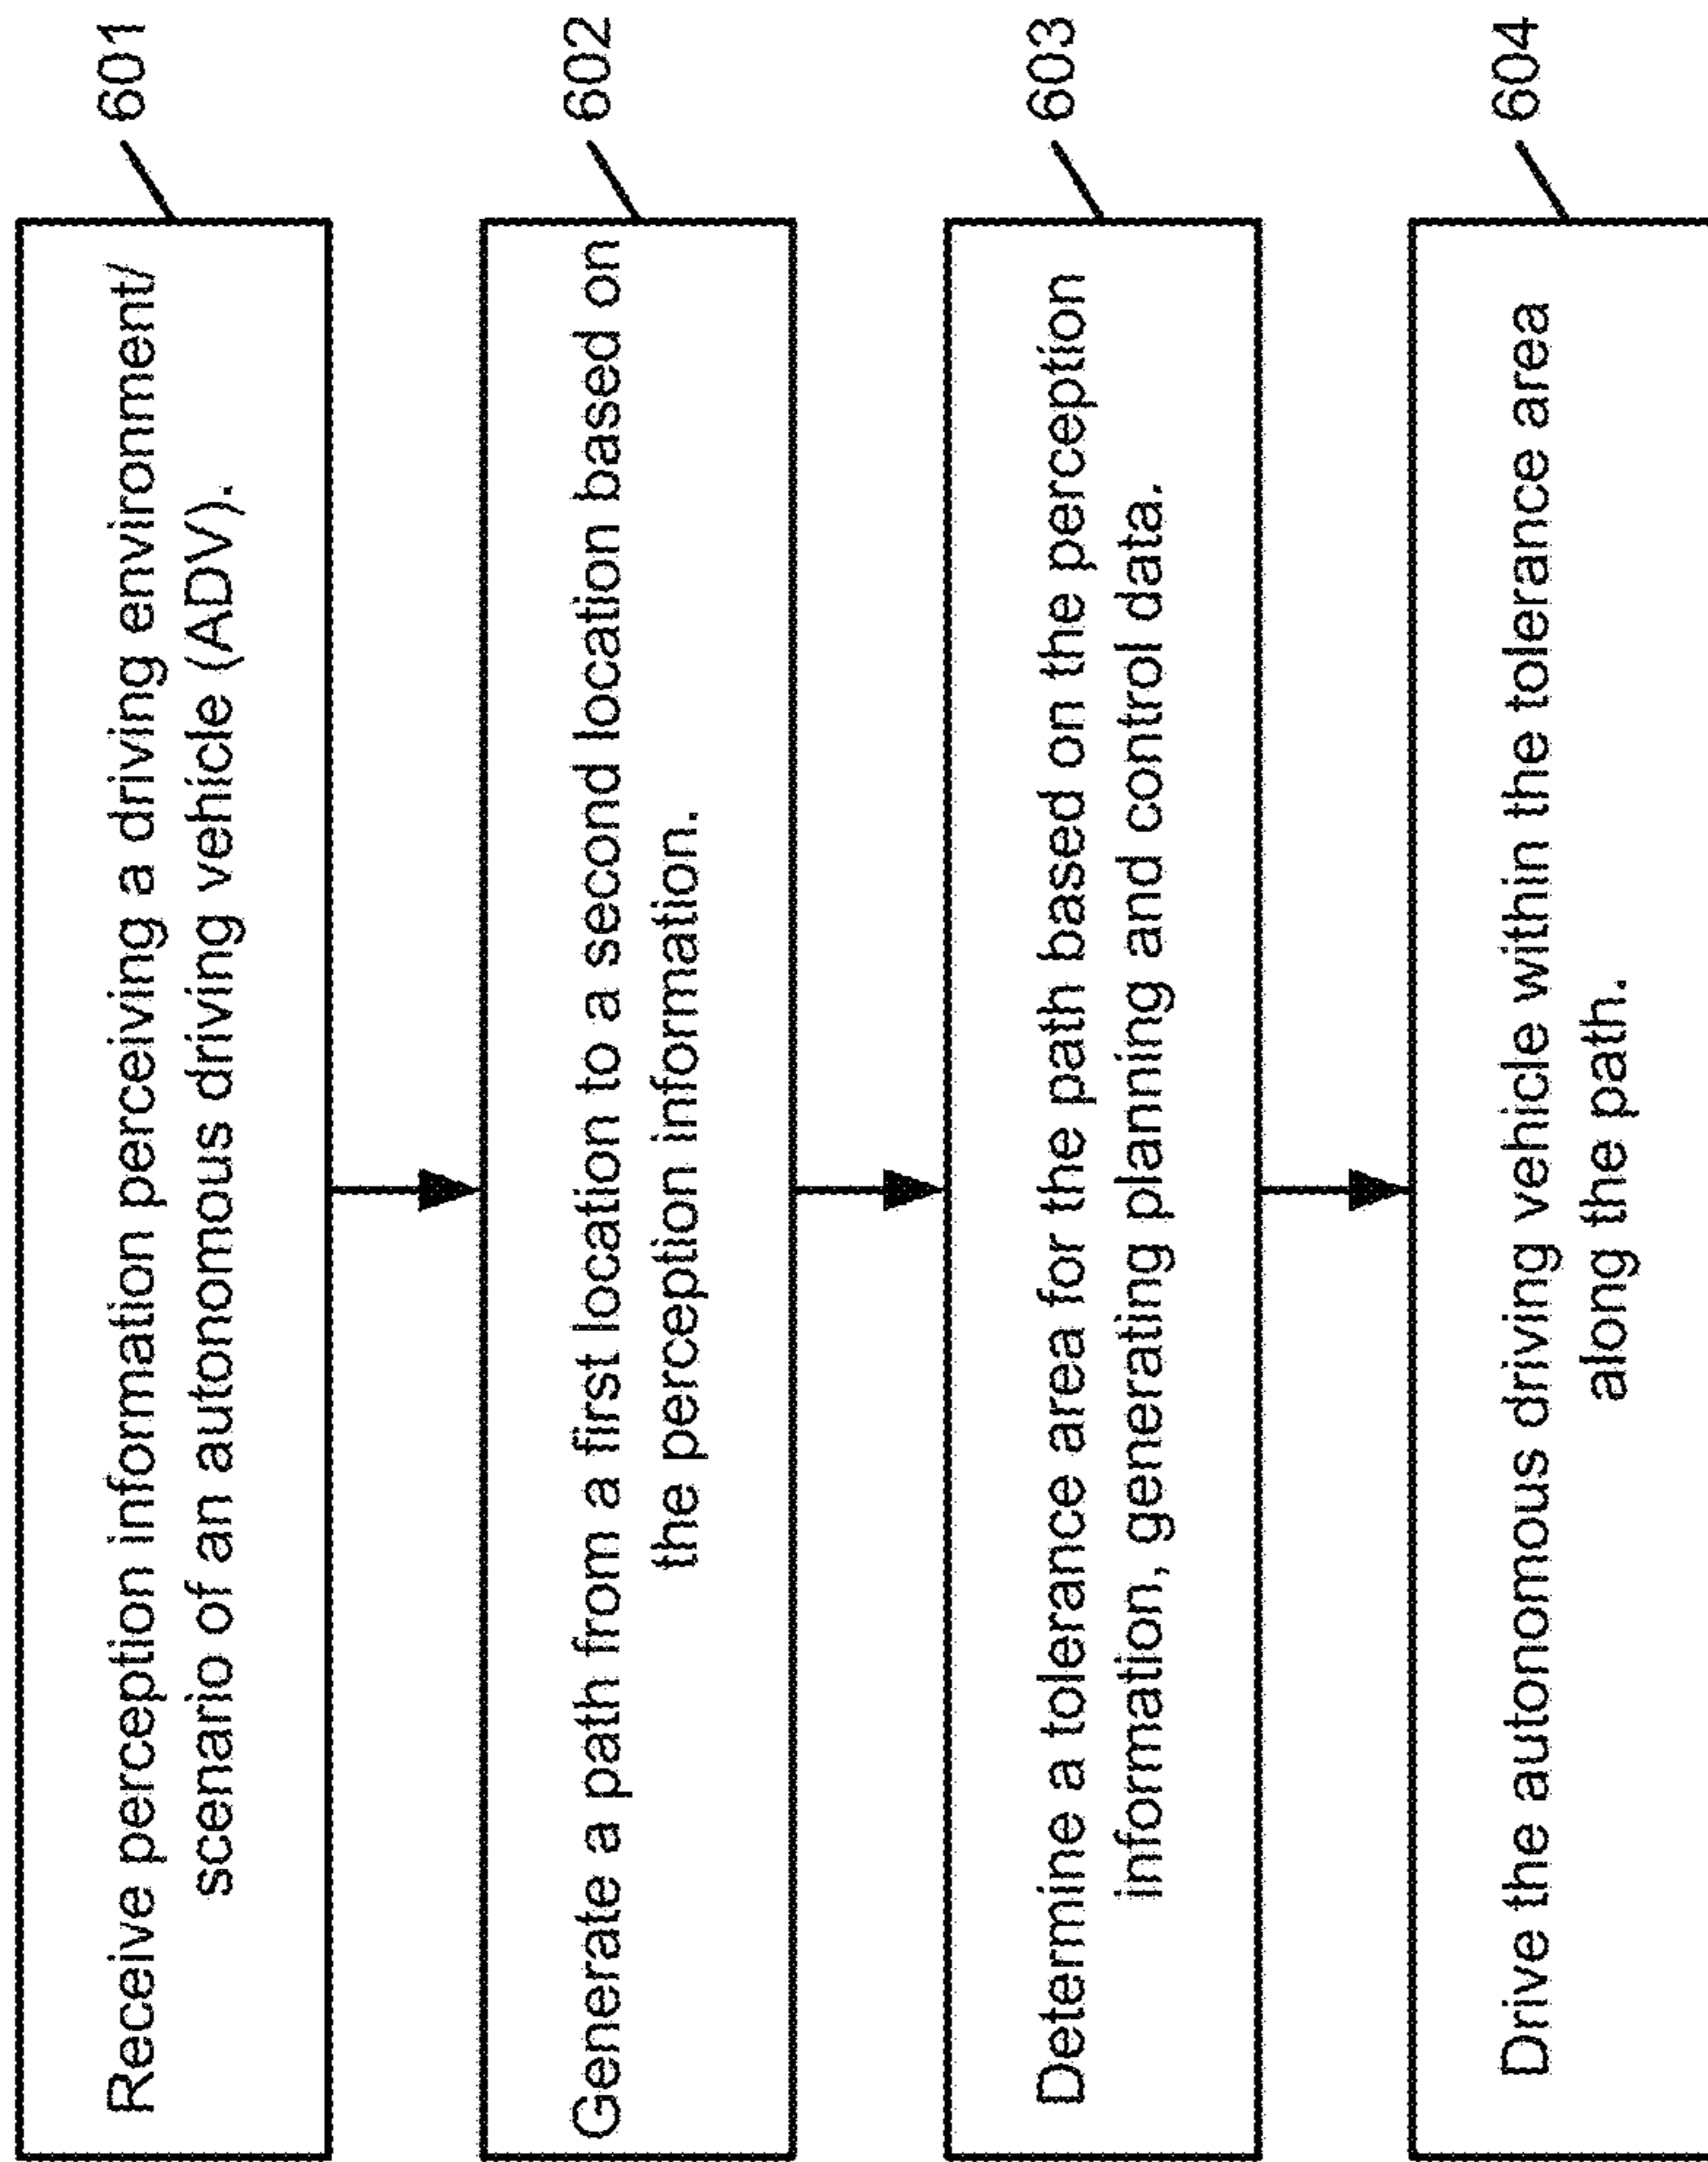 Receive perception information perceiving a driving environment/
scenario of an autonomous driving vehicle (ADV).
601
Generate a path from a first location to a second location based on
the perception information.
602
Determine a tolerance area for the path based on the perception
information, generating planning and control data.
603
Drive the autonomous driving vehicle within the tolerance area
along the path.
604